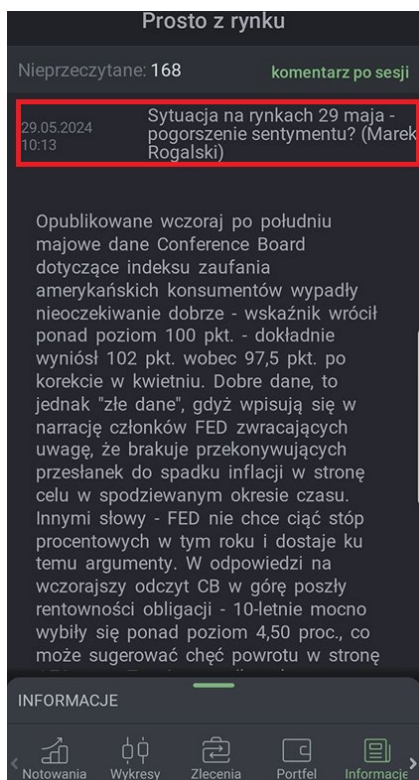 Prosto z rynku
Nieprzeczytane: 168 komentarz po sesji
29.05.2024
10:13
Sytuacja na rynkach 29 maja -
pogorszenie sentymentu? (Marek
Rogalski)
Opublikowane wczoraj po południu
majowe dane Conference Board
dotyczące indeksu zaufania
amerykańskich konsumentów wypadły
nieoczekiwanie dobrze - wskaźnik wrócił
ponad poziom 100 pkt. - dokładnie
wyniósł 102 pkt. wobec 97,5 pkt. po
korekcie w kwietniu. Dobre dane, to
jednak "złe dane", gdyż wpisują się w
narrację członków FED zwracających
uwagę, że brakuje przekonywujących
przesłanek do spadku inflacji w stronę
celu w spodziewanym okresie czasu.
Innymi słowy - FED nie chce ciąć stóp
procentowych w tym roku i dostaje ku
temu argumenty. W odpowiedzi na
wczorajszy odczyt CB w górę poszły
rentowności obligacji - 10-letnie mocno
wybiły się ponad poziom 4,50 proc., co
może sugerować chęć powrotu w stronę
INFORMACJE
Notowania Wykresy Zlecenia Portfel Informacje